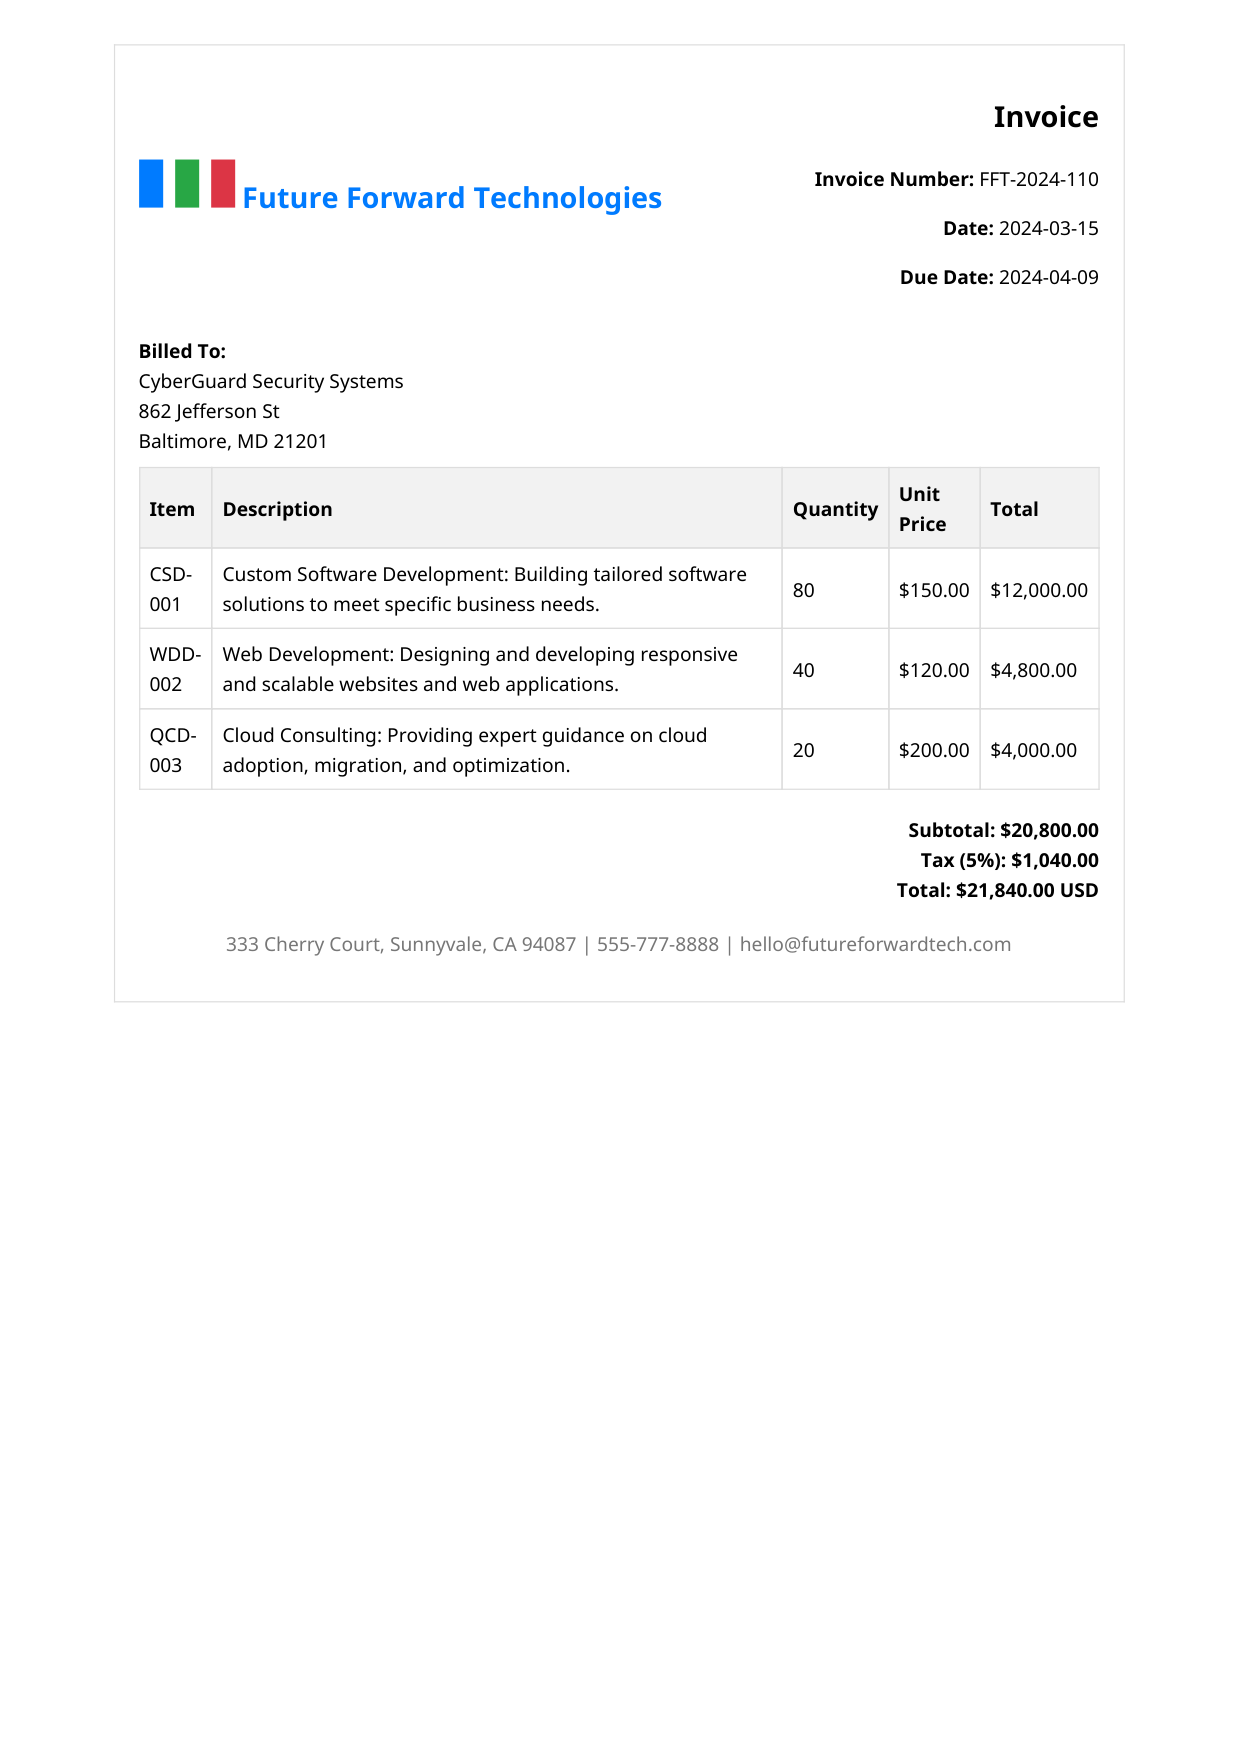 Invoice
Future Forward Technologies
Invoice Number: FFT-2024-110
Date: 2024-03-15
Due Date: 2024-04-09
Billed To:
CyberGuard Security Systems
862 Jefferson St
Baltimore, MD 21201
Item Description Quantity Unit Price Total
CSD-001 Custom Software Development: Building tailored software solutions to meet specific business needs. 80 $150.00 $12,000.00
WDD-002 Web Development: Designing and developing responsive and scalable websites and web applications. 40 $120.00 $4,800.00
QCD-003 Cloud Consulting: Providing expert guidance on cloud adoption, migration, and optimization. 20 $200.00 $4,000.00
Subtotal: $20,800.00
Tax (5%): $1,040.00
Total: $21,840.00 USD
333 Cherry Court, Sunnyvale, CA 94087 | 555-777-8888 | hello@futureforwardtech.com